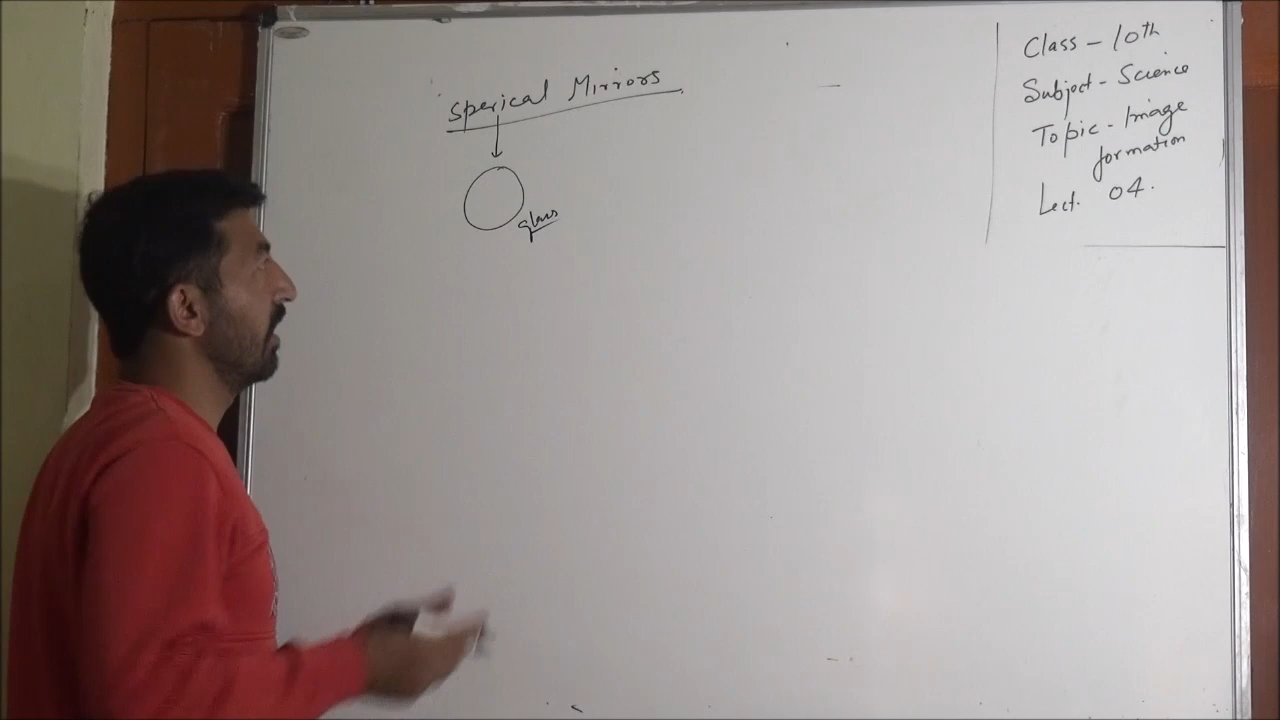 Sperical Mirrors
glass
Class - 10th
Subject - Science
Topic - Image
formation
Lect. 04.